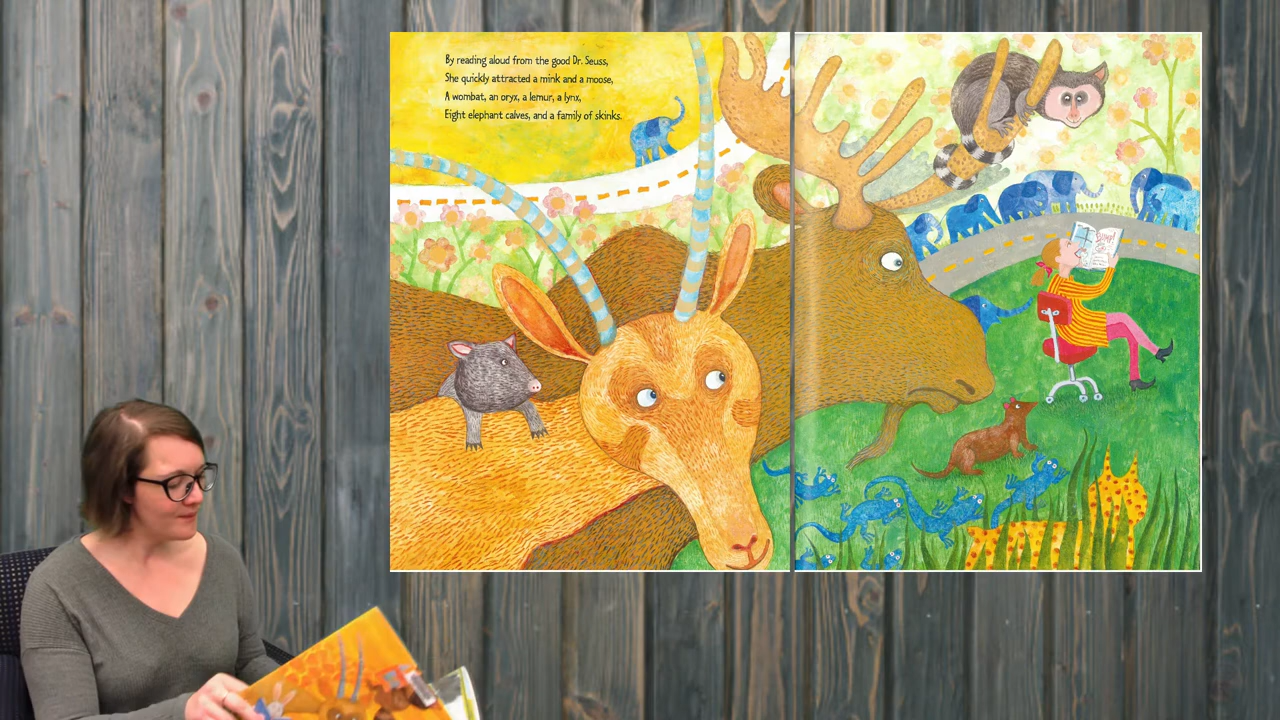 By reading aloud from the good Dr. Seuss,
She quickly attracted a mink and a moose,
A wombat, an oryx, a lemur, a lynx,
Eight elephant calves, and a family of skinks.